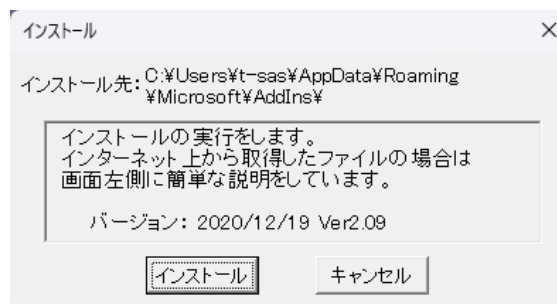 インストール
インストール先: C:¥Users¥t-sas¥AppData¥Roaming
¥Microsoft¥AddIns¥
インストールの実行をします。
インターネット上から取得したファイルの場合は
画面左側に簡単な説明をしています。
バージョン: 2020/12/19 Ver2.09
インストール キャンセル